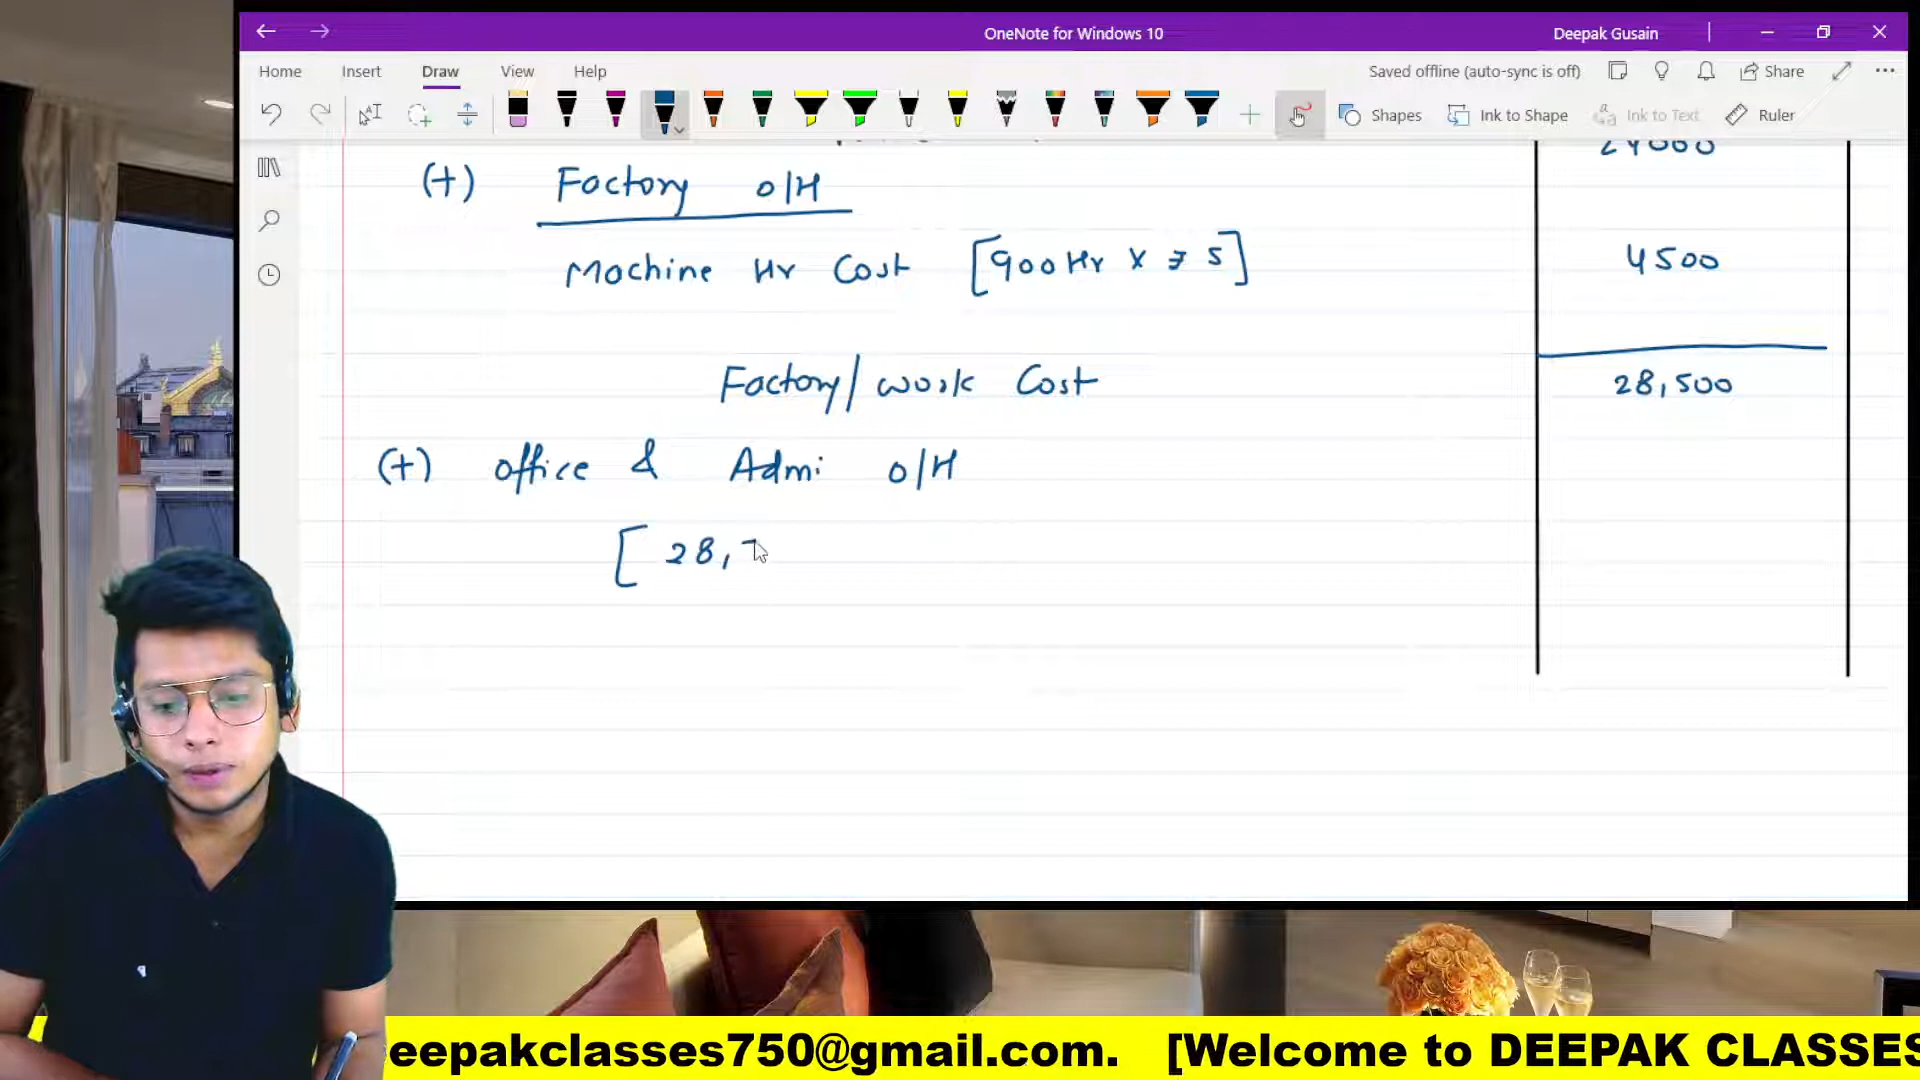 OneNote for Windows 10
Deepak Gusain
Home Insert Draw View Help
Saved offline (auto-sync is off)
Share
Shapes
Ink to Shape
Ink to Text
Ruler
24000
(+) Factory O/H
Machine Hr Cost [900 Hr x ₹ 5] 4500
Factory/work Cost 28,500
(+) office & Admi O/H
[ 28,
eepakclasses750@gmail.com. [Welcome to DEEPAK CLASSES